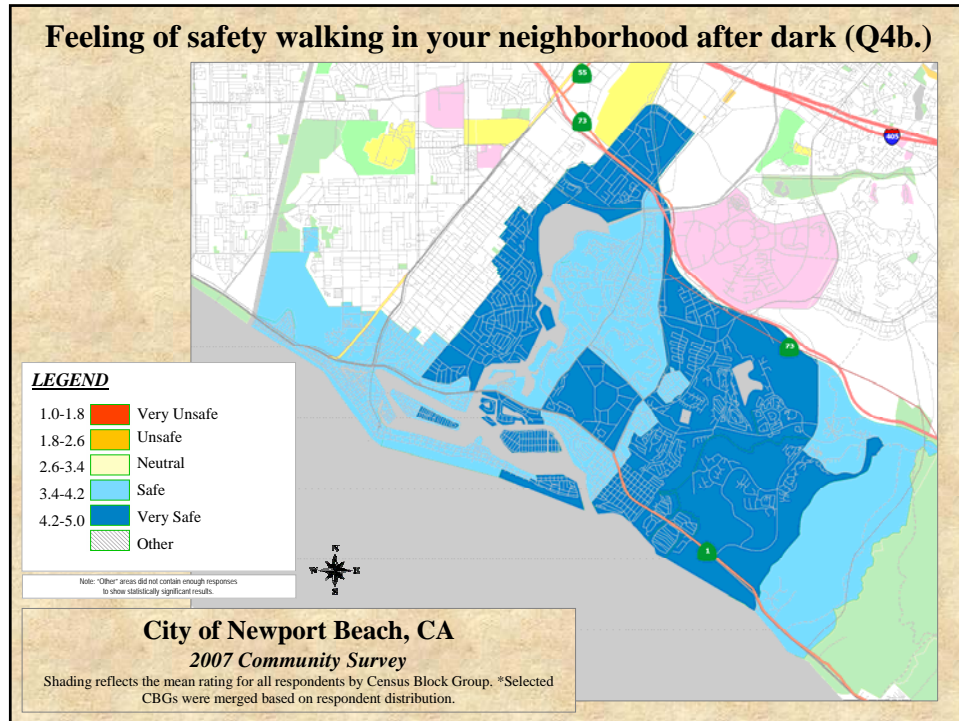 Feeling of safety walking in your neighborhood after dark (Q4b.)
55
73
405
73
1
LEGEND
1.0-1.8 Very Unsafe
1.8-2.6 Unsafe
2.6-3.4 Neutral
3.4-4.2 Safe
4.2-5.0 Very Safe
Other
Note: "Other" areas did not contain enough responses
to show statistically significant results.
N
W E
S
City of Newport Beach, CA
2007 Community Survey
Shading reflects the mean rating for all respondents by Census Block Group. *Selected
CBGs were merged based on respondent distribution.